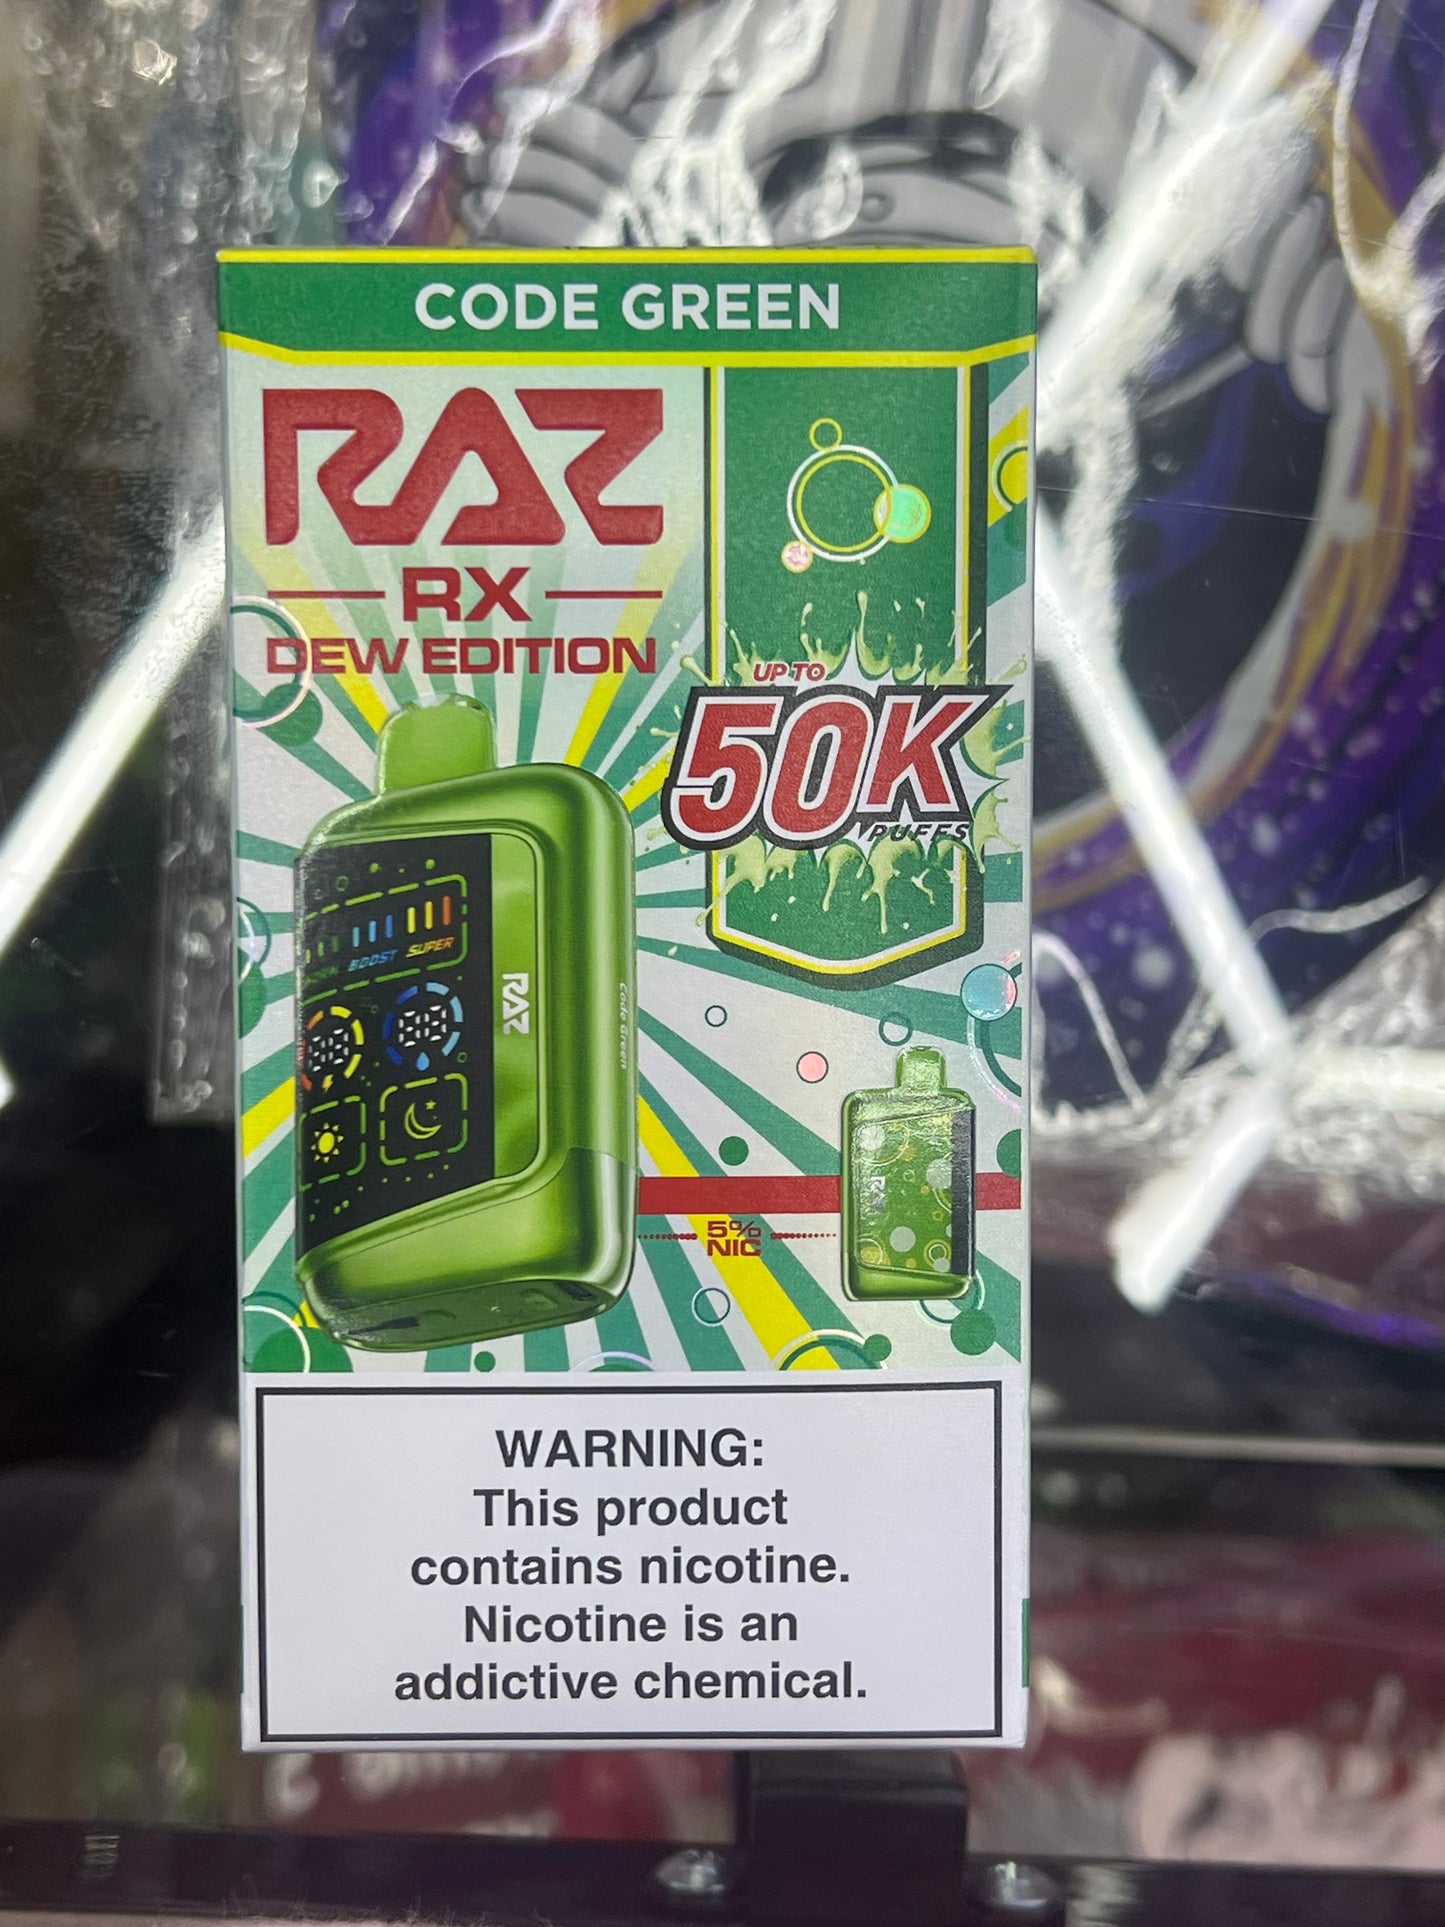 CODE GREEN
RAZ
RX
DEW EDITION
UP TO
50K
PUFFS
BOOST SUPER
RAZ
Code Green
RAZ
5%
NIC
WARNING:
This product
contains nicotine.
Nicotine is an
addictive chemical.